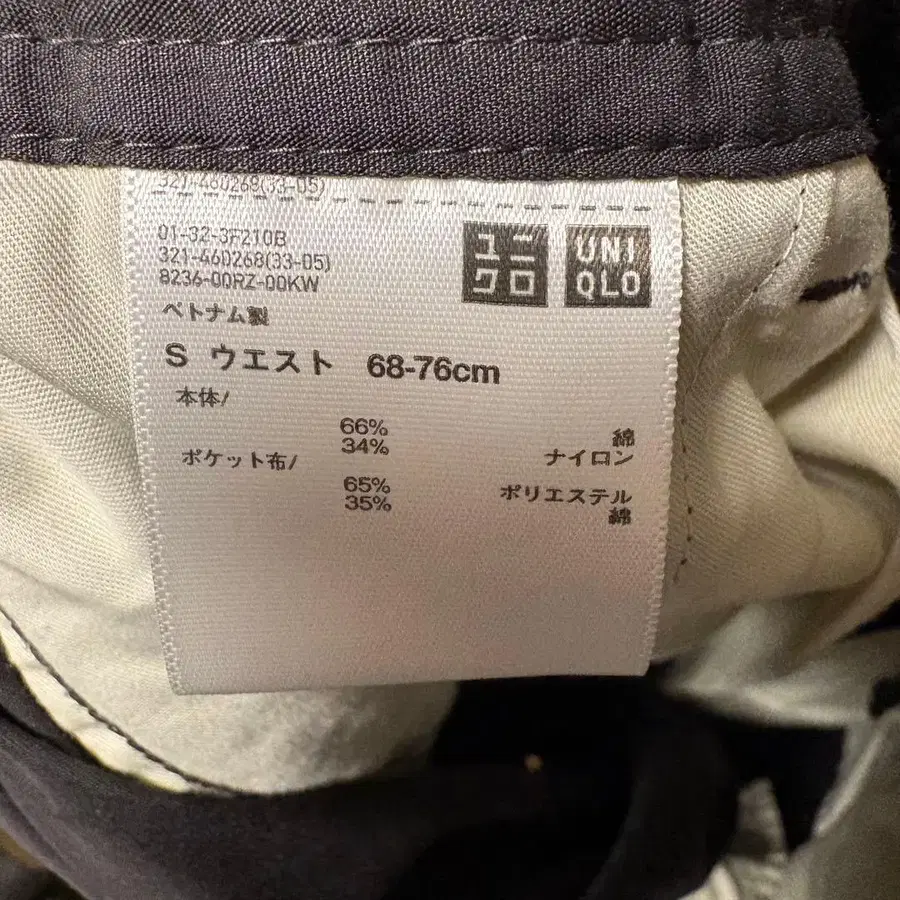 321-460268(33-05)
01-32-3F210B
321-460268(33-05)
8236-00RZ-00KW
ユニ
クロ
UNI
QLO
ベトナム製
S ウエスト 68-76cm
本体/
66% 綿
34% ナイロン
ポケット布/
65% ポリエステル
35% 綿